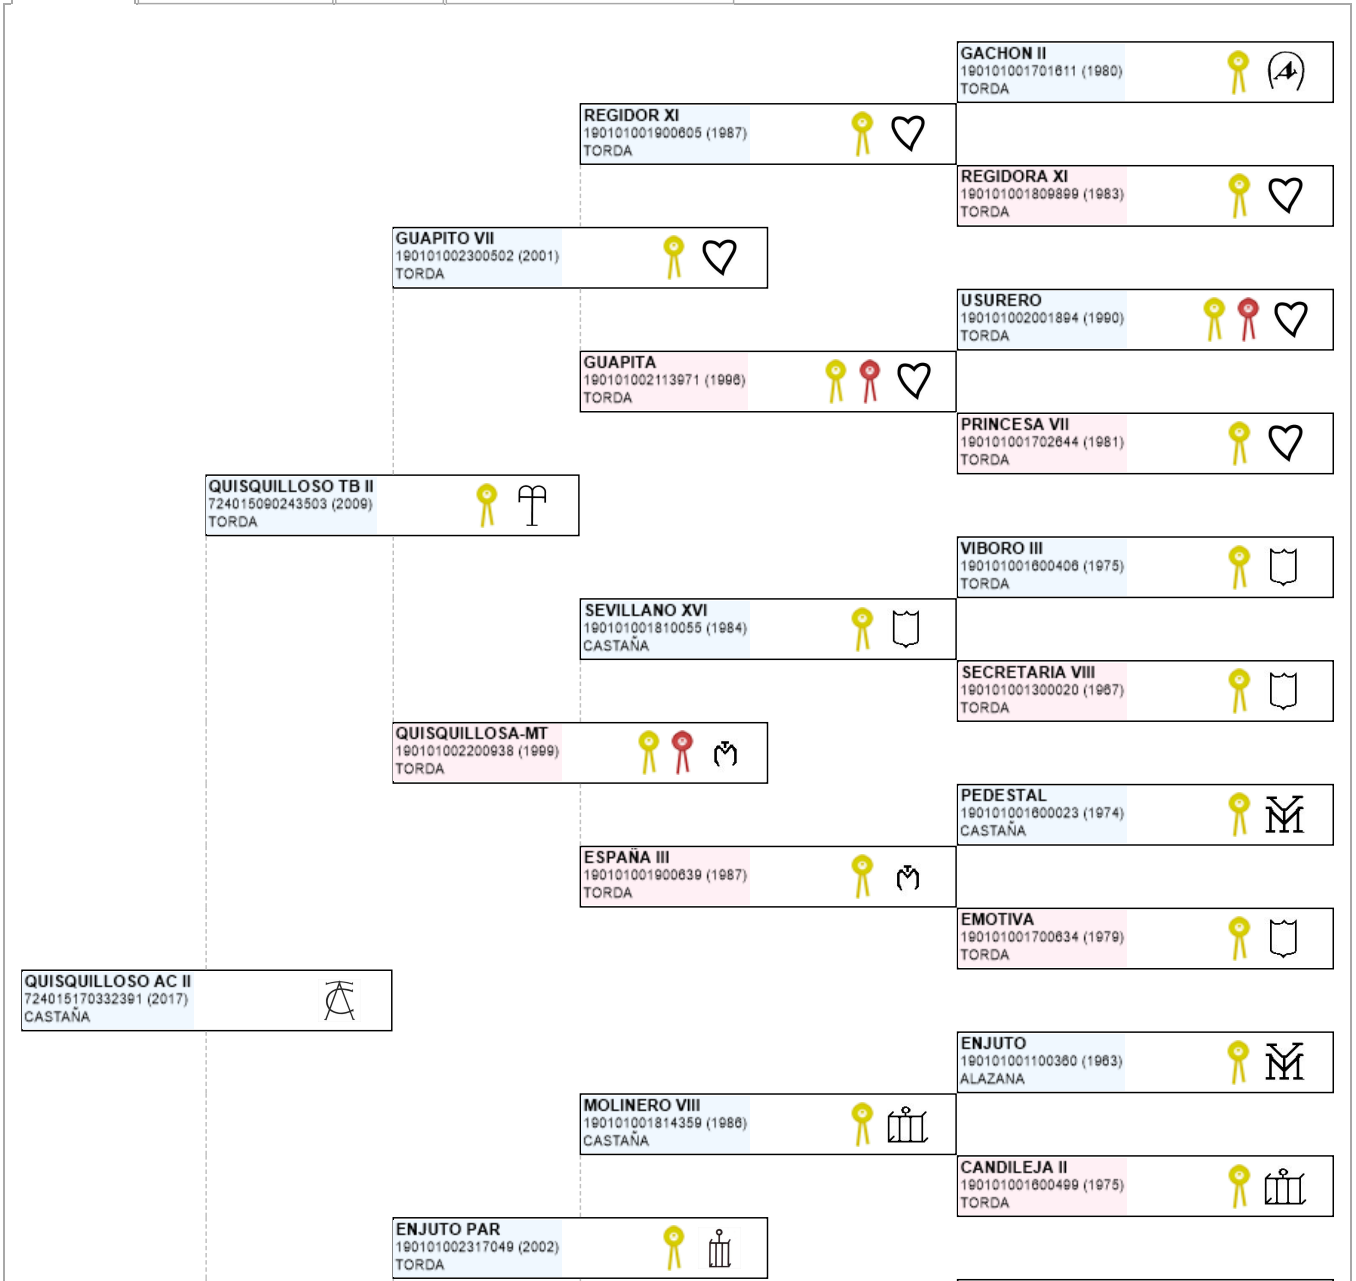 GACHON II
190101001701611 (1980)
TORDA
REGIDOR XI
190101001900605 (1987)
TORDA
REGIDORA XI
190101001809899 (1983)
TORDA
GUAPITO VII
190101002300502 (2001)
TORDA
USURERO
190101002001894 (1990)
TORDA
GUAPITA
190101002113971 (1996)
TORDA
PRINCESA VII
190101001702644 (1981)
TORDA
QUISQUILLOSO TB II
724015090243503 (2009)
TORDA
VIBORO III
190101001600406 (1975)
TORDA
SEVILLANO XVI
190101001810055 (1984)
CASTAÑA
SECRETARIA VIII
190101001300020 (1967)
TORDA
QUISQUILLOSA-MT
190101002200938 (1999)
TORDA
PEDESTAL
190101001600023 (1974)
CASTAÑA
ESPAÑA III
190101001900639 (1987)
TORDA
EMOTIVA
190101001700634 (1979)
TORDA
QUISQUILLOSO AC II
724015170332391 (2017)
CASTAÑA
ENJUTO
190101001100360 (1963)
ALAZANA
MOLINERO VIII
190101001814359 (1986)
CASTAÑA
CANDILEJA II
190101001600499 (1975)
TORDA
ENJUTO PAR
190101002317049 (2002)
TORDA